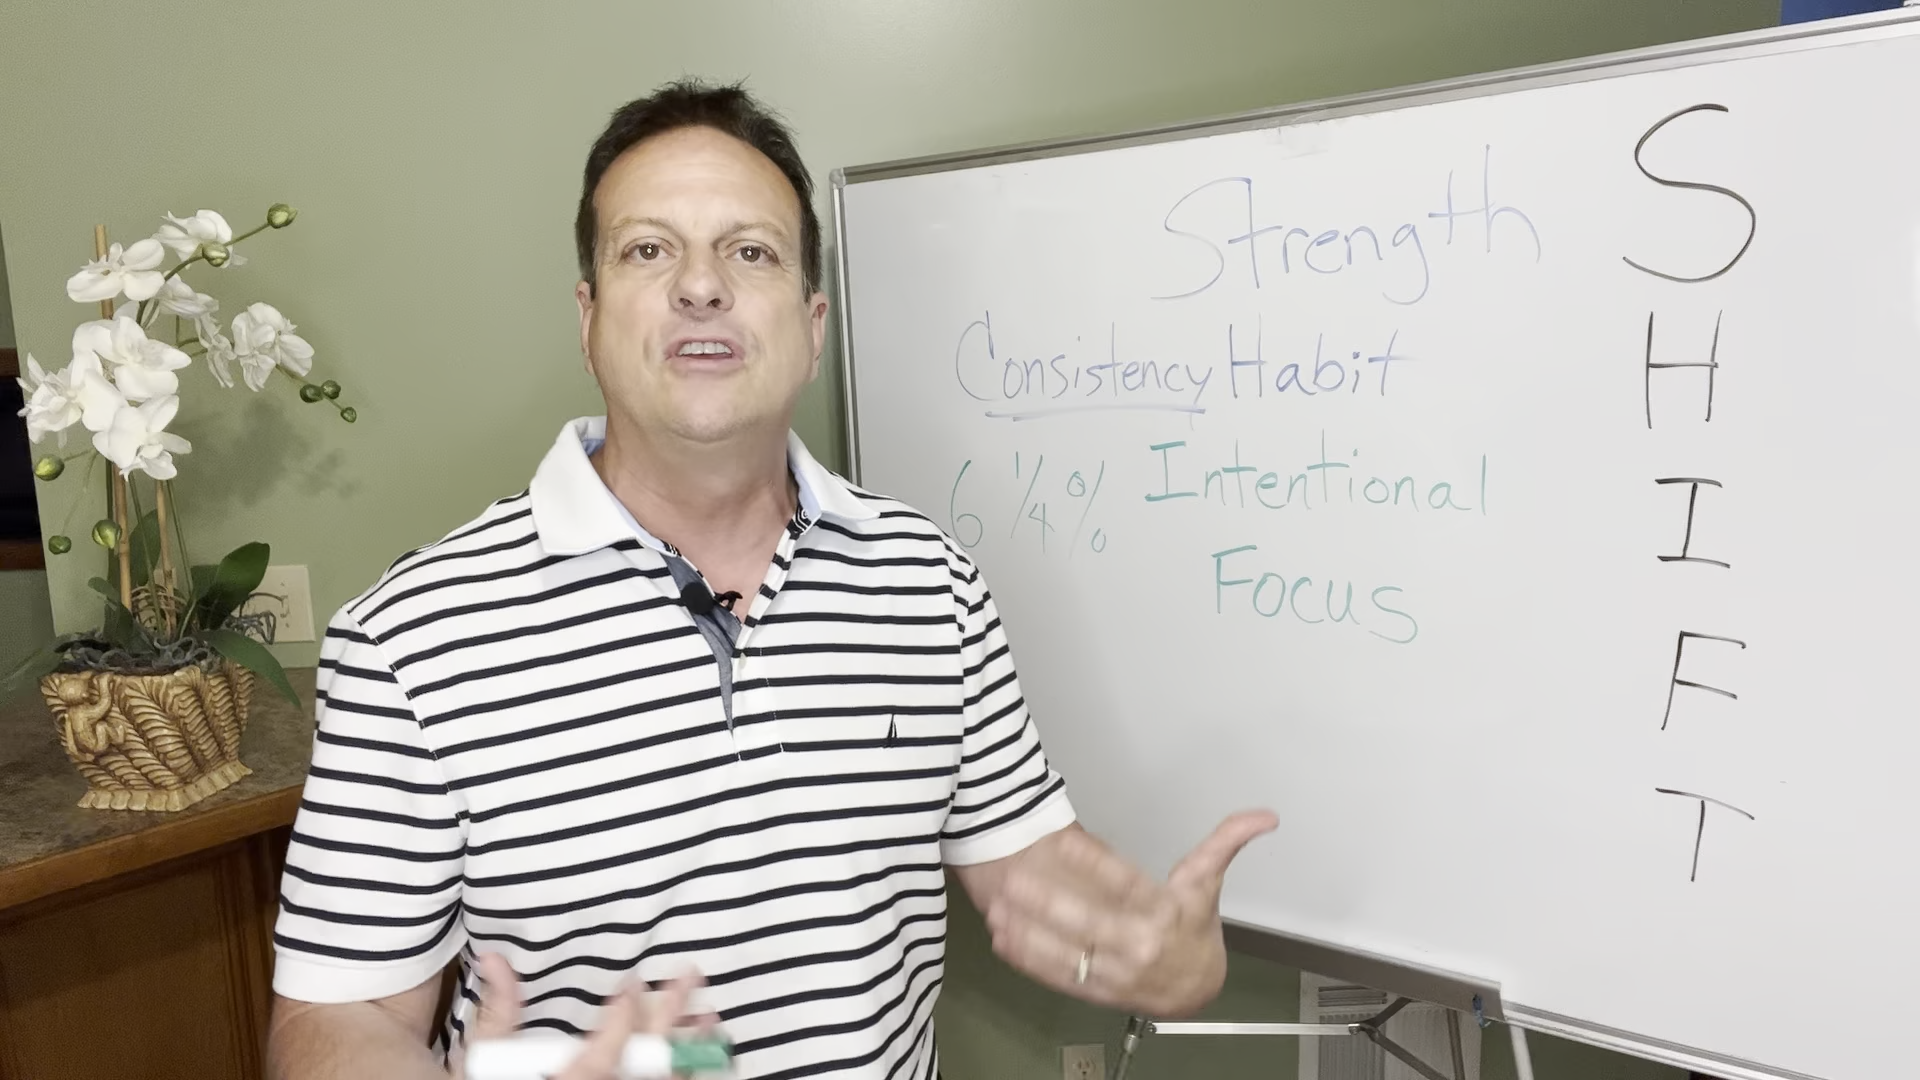 Strength
Consistency Habit
6 1/4 % Intentional
Focus
S
H
I
F
T